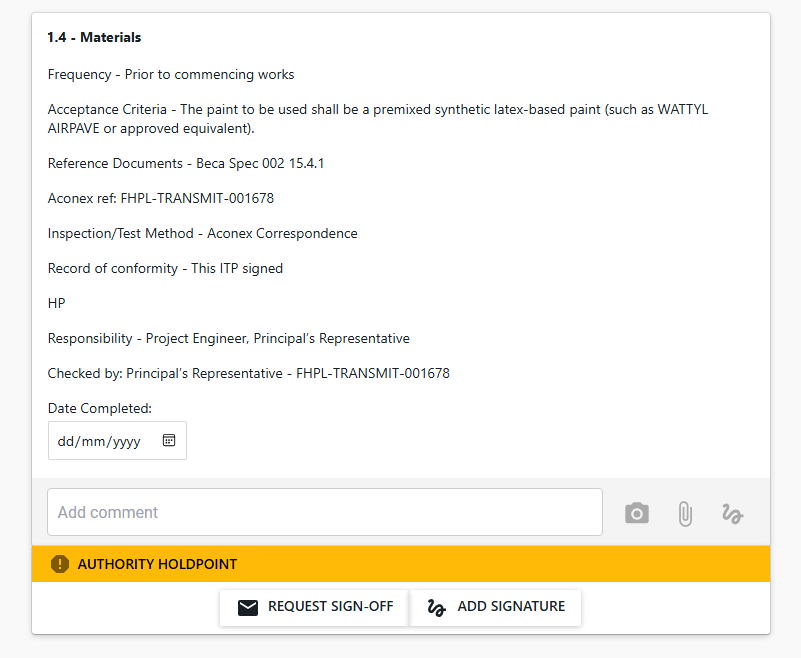 1.4 - Materials
Frequency - Prior to commencing works
Acceptance Criteria - The paint to be used shall be a premixed synthetic latex-based paint (such as WATTYL
AIRPAVE or approved equivalent).
Reference Documents - Beca Spec 002 15.4.1
Aconex ref: FHPL-TRANSMIT-001678
Inspection/Test Method - Aconex Correspondence
Record of conformity - This ITP signed
HP
Responsibility - Project Engineer, Principal’s Representative
Checked by: Principal’s Representative - FHPL-TRANSMIT-001678
Date Completed:
dd/mm/yyyy
Add comment
AUTHORITY HOLDPOINT
REQUEST SIGN-OFF ADD SIGNATURE